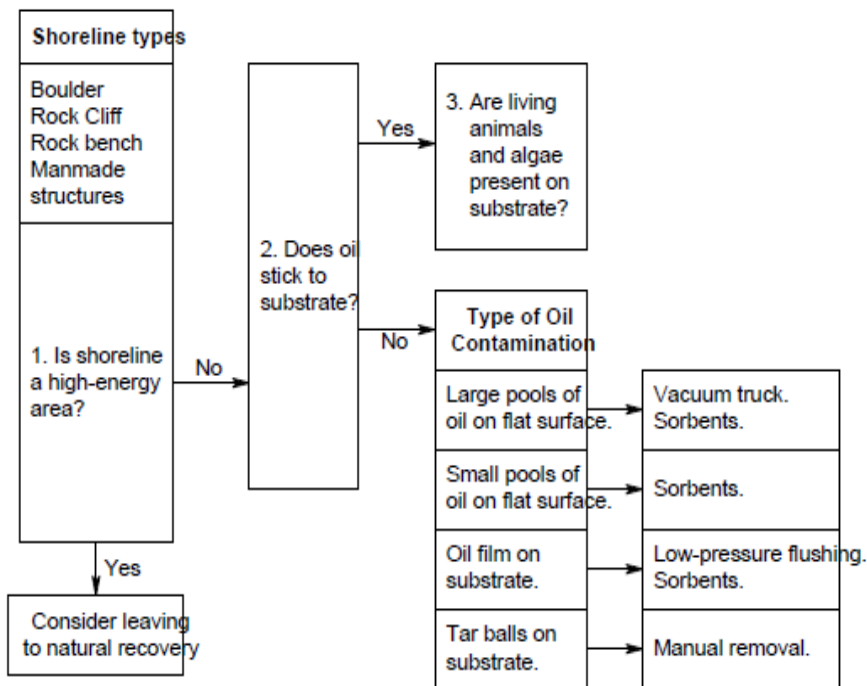 Shoreline types
Boulder
Rock Cliff
Rock bench
Manmade
structures
1. Is shoreline
a high-energy
area?
No
Yes
Consider leaving
to natural recovery
2. Does oil
stick to
substrate?
Yes
No
3. Are living
animals
and algae
present on
substrate?
Type of Oil
Contamination
Large pools of
oil on flat surface.
Vacuum truck.
Sorbents.
Small pools of
oil on flat surface.
Sorbents.
Oil film on
substrate.
Low-pressure flushing.
Sorbents.
Tar balls on
substrate.
Manual removal.